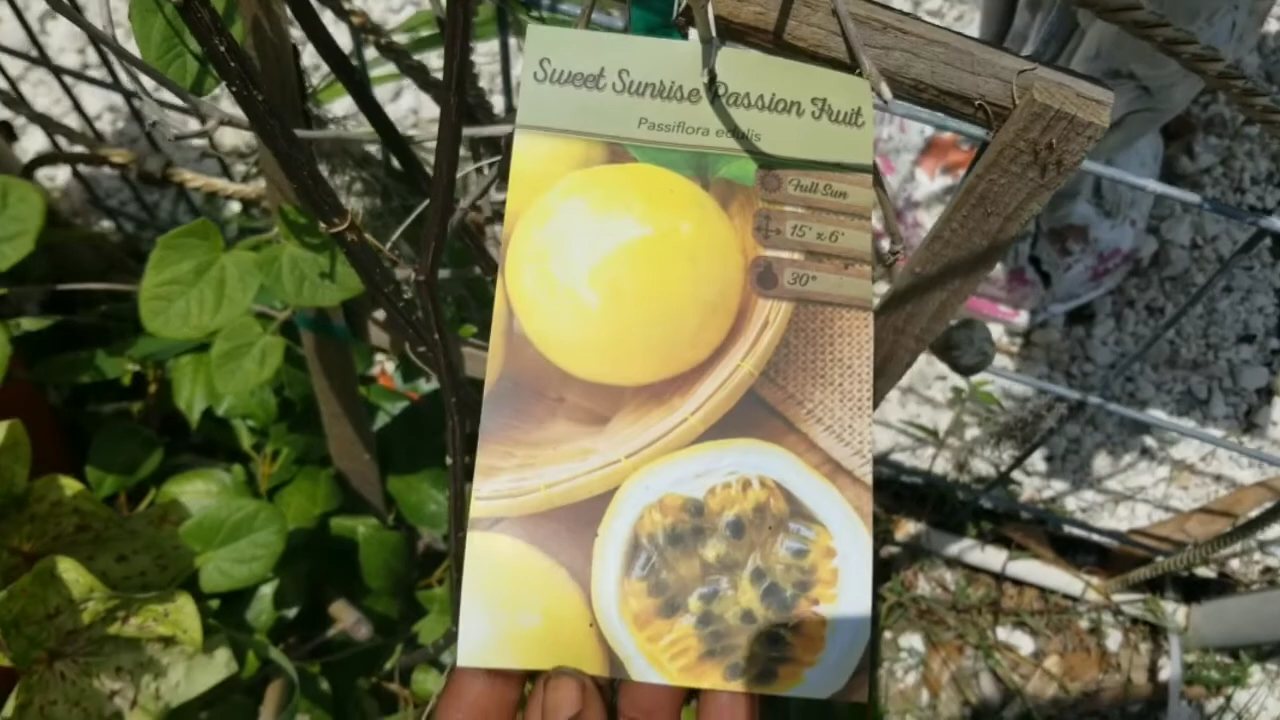 Sweet Sunrise Passion Fruit
Passiflora edulis
Full Sun
15' x 6'
30°